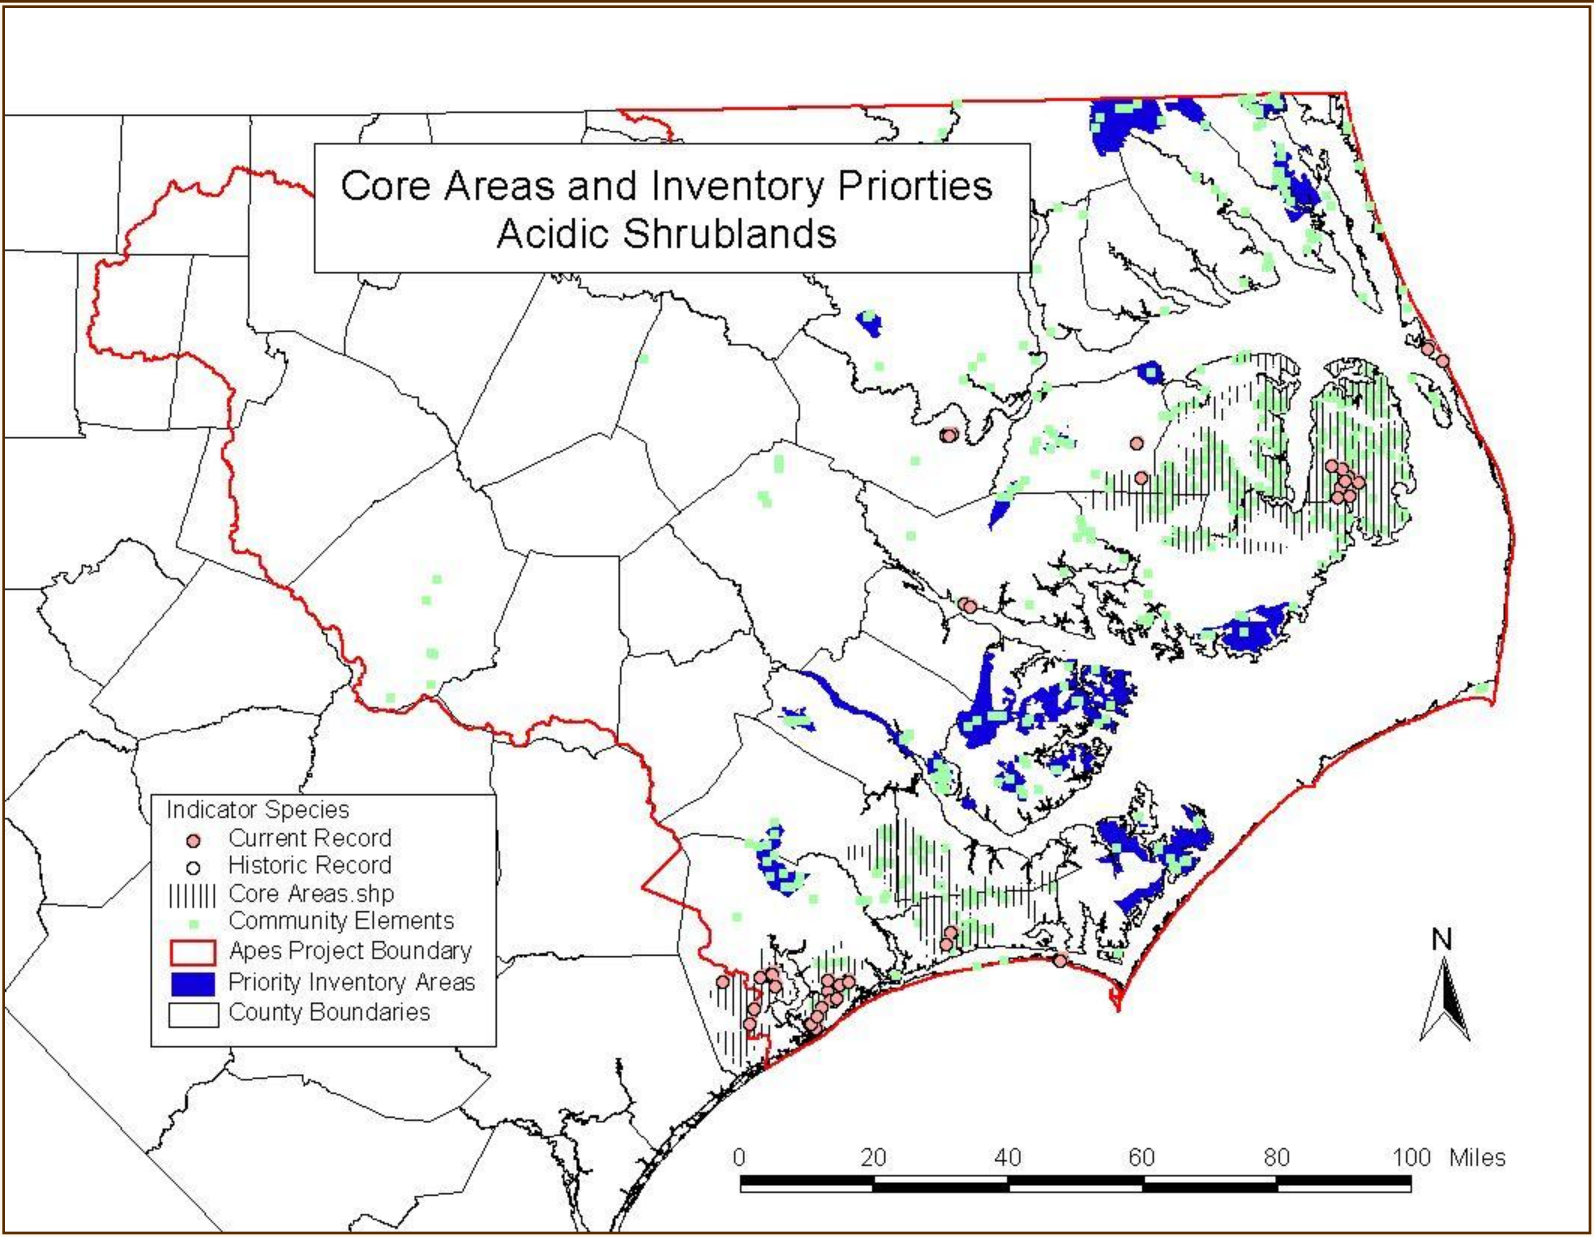 Core Areas and Inventory Priorties
Acidic Shrublands
Indicator Species
Current Record
Historic Record
Core Areas.shp
Community Elements
Apes Project Boundary
Priority Inventory Areas
County Boundaries
N
0 20 40 60 80 100 Miles